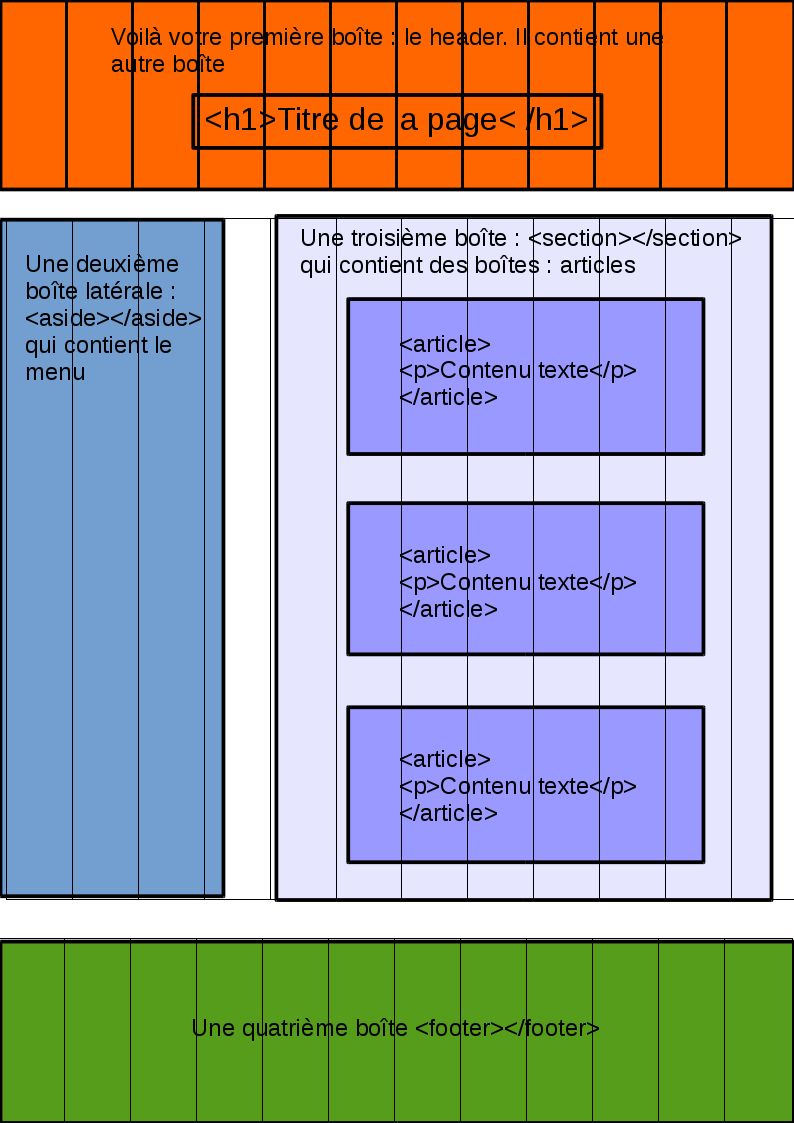 Voilà votre première boîte : le header. Il contient une
autre boîte
<h1>Titre de la page< /h1>
Une deuxième
boîte latérale :
<aside></aside>
qui contient le
menu
Une troisième boîte : <section></section>
qui contient des boîtes : articles
<article>
<p>Contenu texte</p>
</article>
<article>
<p>Contenu texte</p>
</article>
<article>
<p>Contenu texte</p>
</article>
Une quatrième boîte <footer></footer>